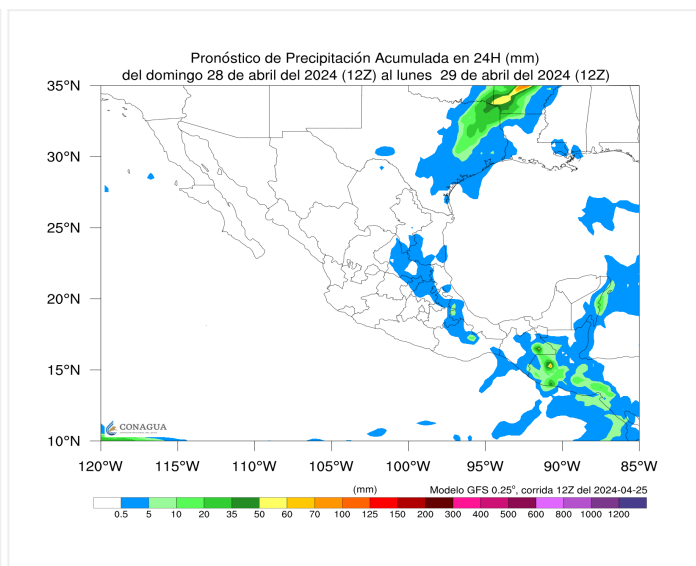 Pronóstico de Precipitación Acumulada en 24H (mm)
del domingo 28 de abril del 2024 (12Z) al lunes 29 de abril del 2024 (12Z)
35°N
30°N
25°N
20°N
15°N
10°N
CONAGUA
120°W 115°W 110°W 105°W 100°W 95°W 90°W 85°W
(mm) Modelo GFS 0.25°, corrida 12Z del 2024-04-25
0.5 5 10 20 35 50 60 70 100 125 150 200 300 400 500 600 800 1000 1200